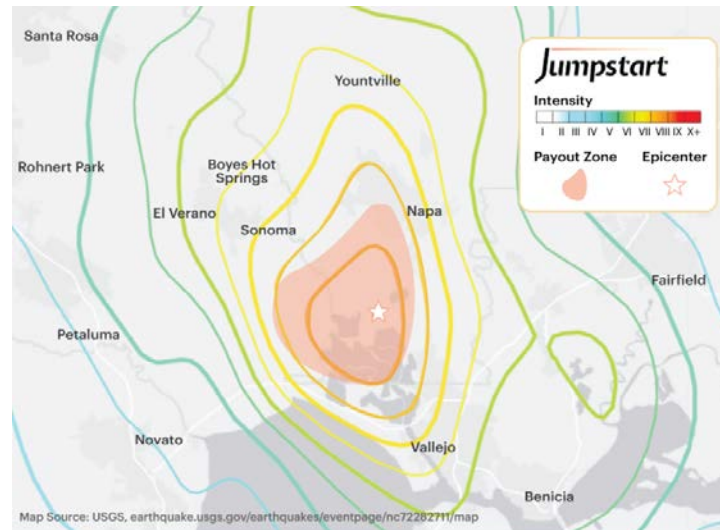 Santa Rosa
Yountville
Rohnert Park
Boyes Hot
Springs
El Verano
Sonoma
Napa
Fairfield
Petaluma
Novato
Vallejo
Benicia
Jumpstart
Intensity
I II III IV V VI VII VIII IX X+
Payout Zone Epicenter
Map Source: USGS, earthquake.usgs.gov/earthquakes/eventpage/nc72282711/map